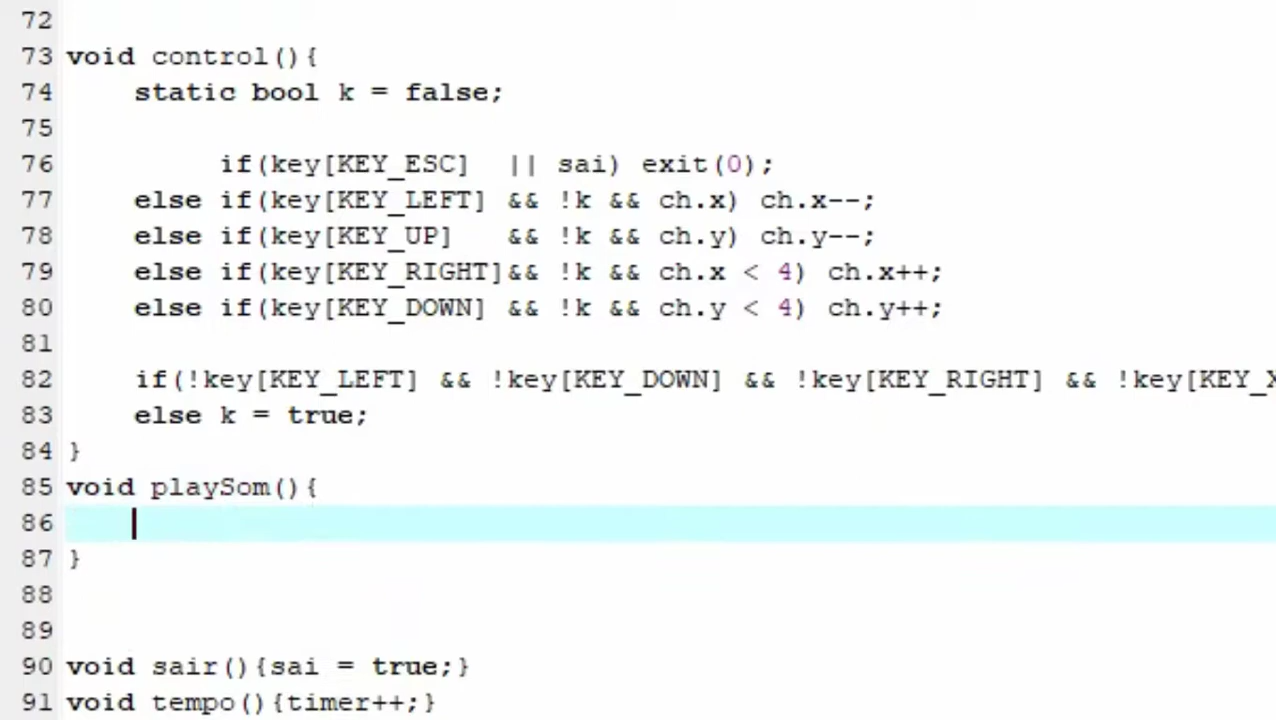 72
73 void control(){
74     static bool k = false;
75
76          if(key[KEY_ESC]  || sai) exit(0);
77     else if(key[KEY_LEFT] && !k && ch.x) ch.x--;
78     else if(key[KEY_UP]   && !k && ch.y) ch.y--;
79     else if(key[KEY_RIGHT]&& !k && ch.x < 4) ch.x++;
80     else if(key[KEY_DOWN] && !k && ch.y < 4) ch.y++;
81
82     if(!key[KEY_LEFT] && !key[KEY_DOWN] && !key[KEY_RIGHT] && !key[KEY_X
83     else k = true;
84 }
85 void playSom(){
86
87 }
88
89
90 void sair(){sai = true;}
91 void tempo(){timer++;}